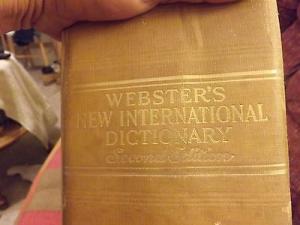 WEBSTER'S
NEW INTERNATIONAL
DICTIONARY
Second Edition